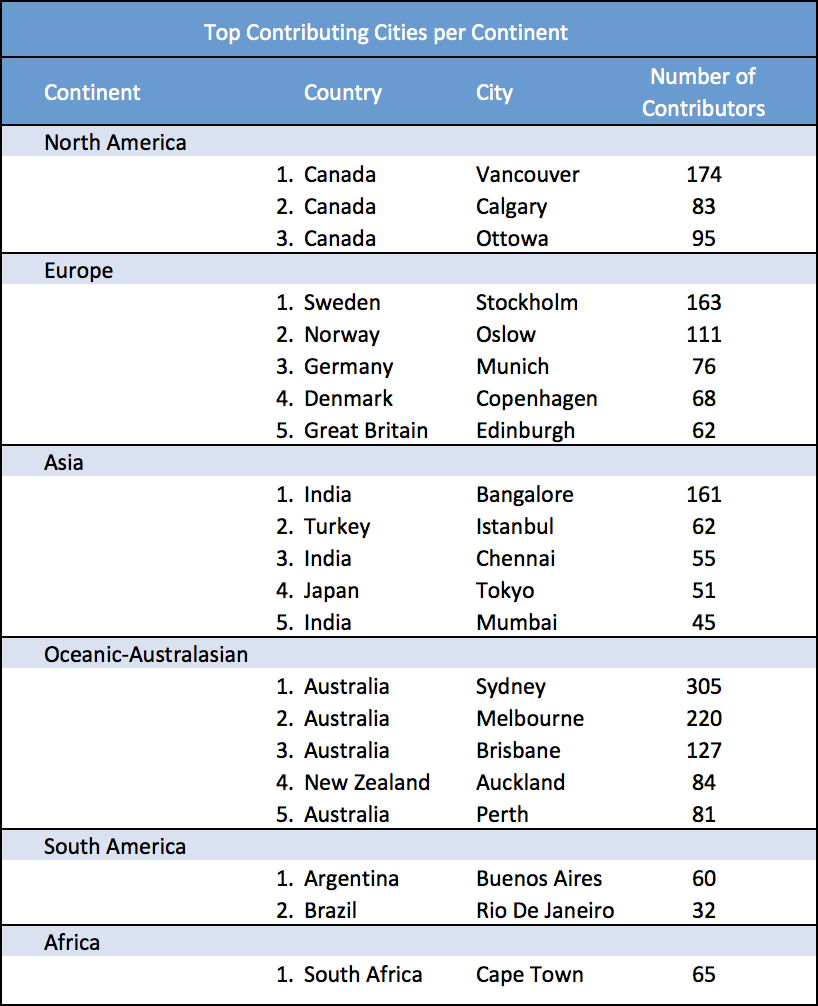 Top Contributing Cities per Continent
Continent Country City Number of Contributors
North America
1. Canada Vancouver 174
2. Canada Calgary 83
3. Canada Ottowa 95
Europe
1. Sweden Stockholm 163
2. Norway Oslow 111
3. Germany Munich 76
4. Denmark Copenhagen 68
5. Great Britain Edinburgh 62
Asia
1. India Bangalore 161
2. Turkey Istanbul 62
3. India Chennai 55
4. Japan Tokyo 51
5. India Mumbai 45
Oceanic-Australasian
1. Australia Sydney 305
2. Australia Melbourne 220
3. Australia Brisbane 127
4. New Zealand Auckland 84
5. Australia Perth 81
South America
1. Argentina Buenos Aires 60
2. Brazil Rio De Janeiro 32
Africa
1. South Africa Cape Town 65